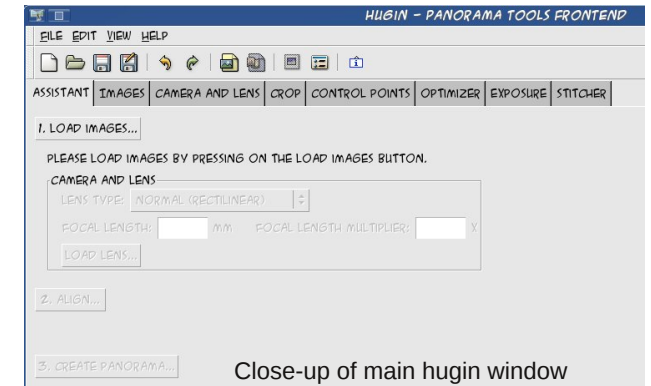 HUGIN - PANORAMA TOOLS FRONTEND
FILE EDIT VIEW HELP
ASSISTANT IMAGES CAMERA AND LENS CROP CONTROL POINTS OPTIMIZER EXPOSURE STITCHER
1. LOAD IMAGES...
PLEASE LOAD IMAGES BY PRESSING ON THE LOAD IMAGES BUTTON.
CAMERA AND LENS
LENS TYPE: NORMAL (RECTILINEAR)
FOCAL LENGTH: MM FOCAL LENGTH MULTIPLIER: X
LOAD LENS...
2. ALIGN...
3. CREATE PANORAMA...
Close-up of main hugin window